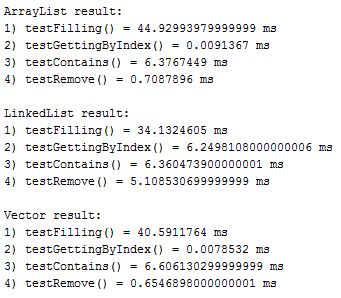 ArrayList result:
1) testFilling() = 44.92993979999999 ms
2) testGettingByIndex() = 0.0091367 ms
3) testContains() = 6.3767449 ms
4) testRemove() = 0.7087896 ms
LinkedList result:
1) testFilling() = 34.1324605 ms
2) testGettingByIndex() = 6.2498108000000006 ms
3) testContains() = 6.360473900000001 ms
4) testRemove() = 5.108530699999999 ms
Vector result:
1) testFilling() = 40.5911764 ms
2) testGettingByIndex() = 0.0078532 ms
3) testContains() = 6.606130299999999 ms
4) testRemove() = 0.6546898000000001 ms